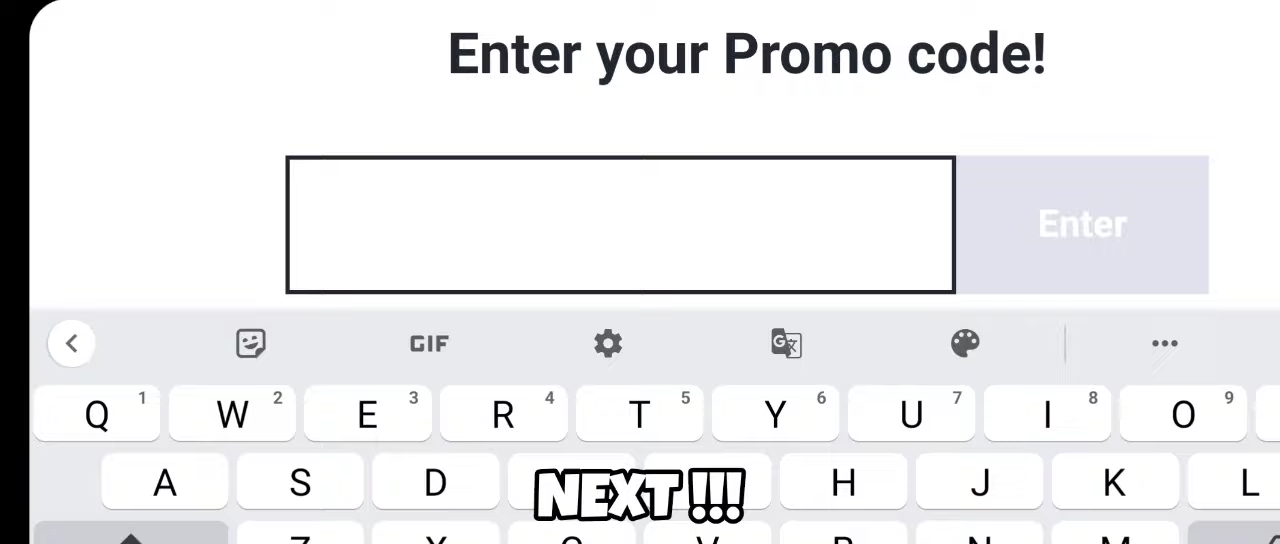 Enter your Promo code!
Enter
GIF
Q 1 W 2 E 3 R 4 T 5 Y 6 U 7 I 8 O 9
A S D H J K L
NEXT !!!
Z X C V B N M